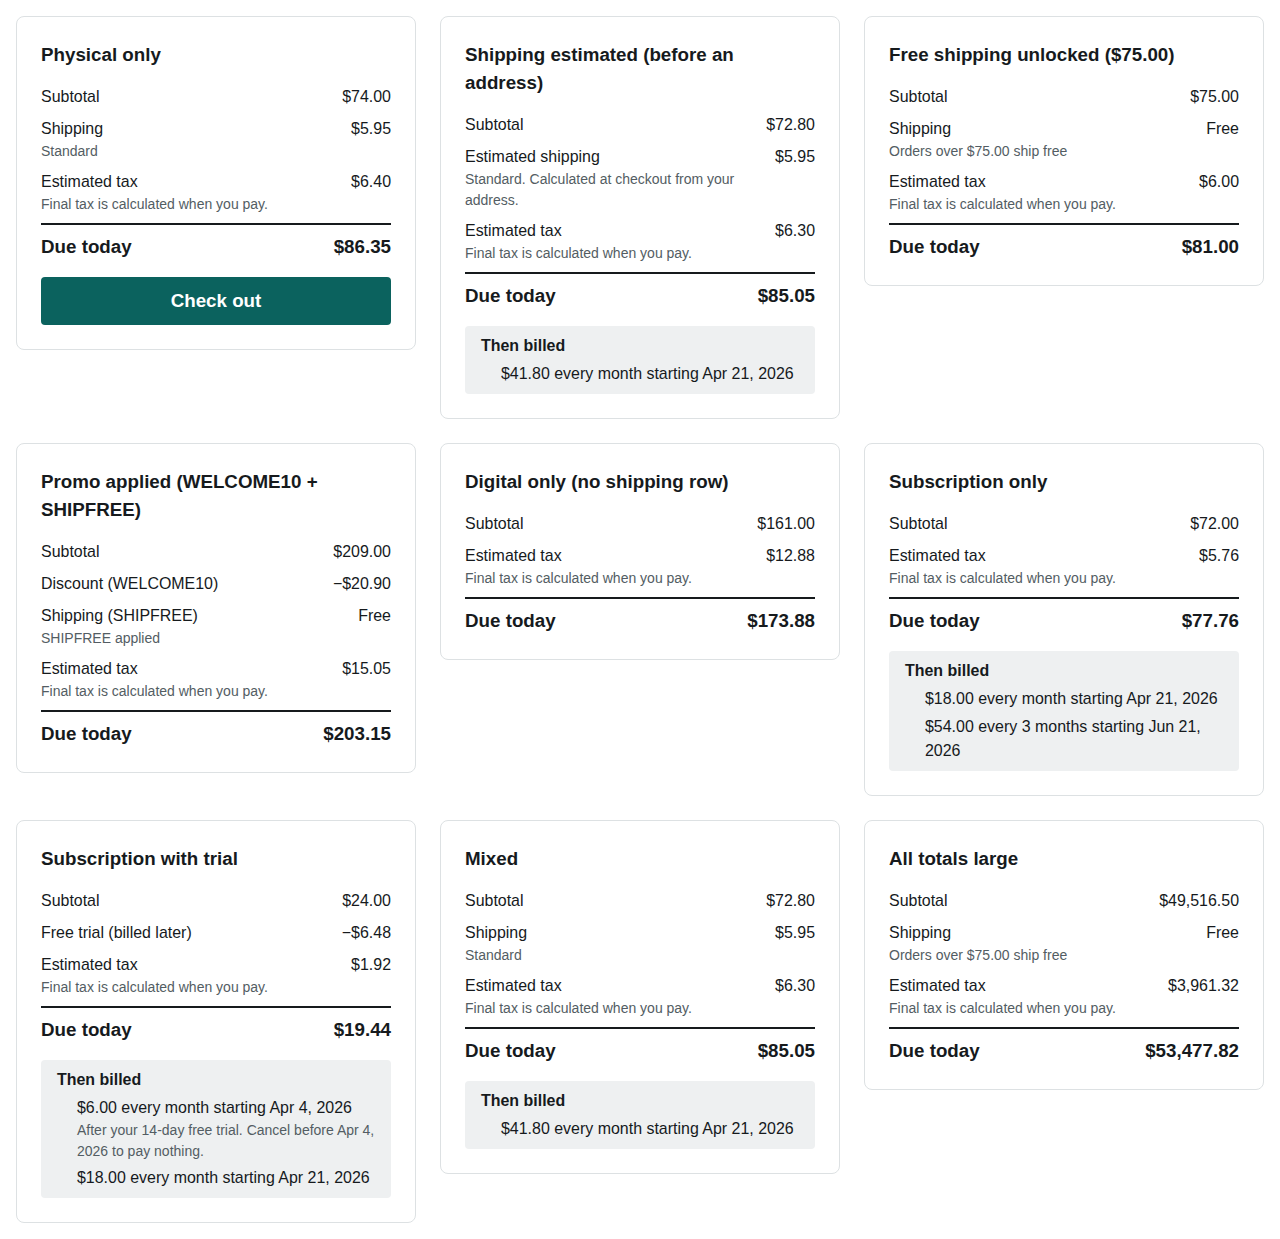 Physical only
Subtotal $74.00
Shipping $5.95
Standard
Estimated tax $6.40
Final tax is calculated when you pay.
Due today $86.35
Check out
Shipping estimated (before an
address)
Subtotal $72.80
Estimated shipping $5.95
Standard. Calculated at checkout from your
address.
Estimated tax $6.30
Final tax is calculated when you pay.
Due today $85.05
Then billed
$41.80 every month starting Apr 21, 2026
Free shipping unlocked ($75.00)
Subtotal $75.00
Shipping Free
Orders over $75.00 ship free
Estimated tax $6.00
Final tax is calculated when you pay.
Due today $81.00
Promo applied (WELCOME10 +
SHIPFREE)
Subtotal $209.00
Discount (WELCOME10) −$20.90
Shipping (SHIPFREE) Free
SHIPFREE applied
Estimated tax $15.05
Final tax is calculated when you pay.
Due today $203.15
Digital only (no shipping row)
Subtotal $161.00
Estimated tax $12.88
Final tax is calculated when you pay.
Due today $173.88
Subscription only
Subtotal $72.00
Estimated tax $5.76
Final tax is calculated when you pay.
Due today $77.76
Then billed
$18.00 every month starting Apr 21, 2026
$54.00 every 3 months starting Jun 21,
2026
Subscription with trial
Subtotal $24.00
Free trial (billed later) −$6.48
Estimated tax $1.92
Final tax is calculated when you pay.
Due today $19.44
Then billed
$6.00 every month starting Apr 4, 2026
After your 14-day free trial. Cancel before Apr 4,
2026 to pay nothing.
$18.00 every month starting Apr 21, 2026
Mixed
Subtotal $72.80
Shipping $5.95
Standard
Estimated tax $6.30
Final tax is calculated when you pay.
Due today $85.05
Then billed
$41.80 every month starting Apr 21, 2026
All totals large
Subtotal $49,516.50
Shipping Free
Orders over $75.00 ship free
Estimated tax $3,961.32
Final tax is calculated when you pay.
Due today $53,477.82